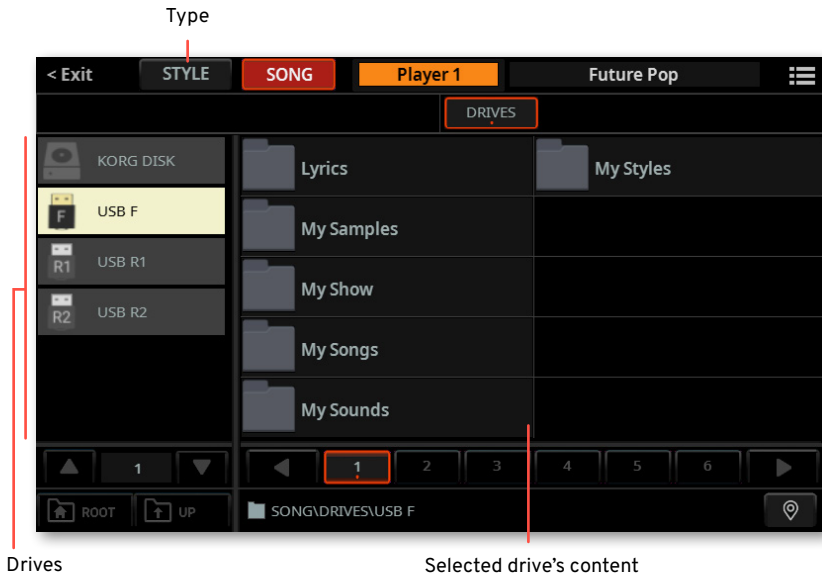 Type
< Exit STYLE SONG Player 1 Future Pop
DRIVES
KORG DISK
F USB F
R1 USB R1
R2 USB R2
Lyrics
My Samples
My Show
My Songs
My Sounds
My Styles
1
1 2 3 4 5 6
ROOT UP SONG\DRIVES\USB F
Drives
Selected drive's content